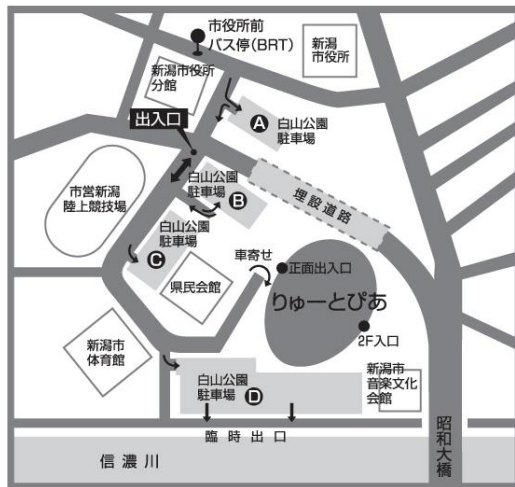 市役所前
バス停(BRT)
新潟
市役所
新潟市役所
分館
出入口
A
白山公園
駐車場
市営新潟
陸上競技場
白山公園
駐車場
B
埋設道路
白山公園
駐車場
C
車寄せ
正面出入口
県民会館
りゅーとぴあ
2F入口
新潟市
体育館
白山公園
駐車場
D
新潟市
音楽文化
会館
臨時出口
昭和大橋
信濃川